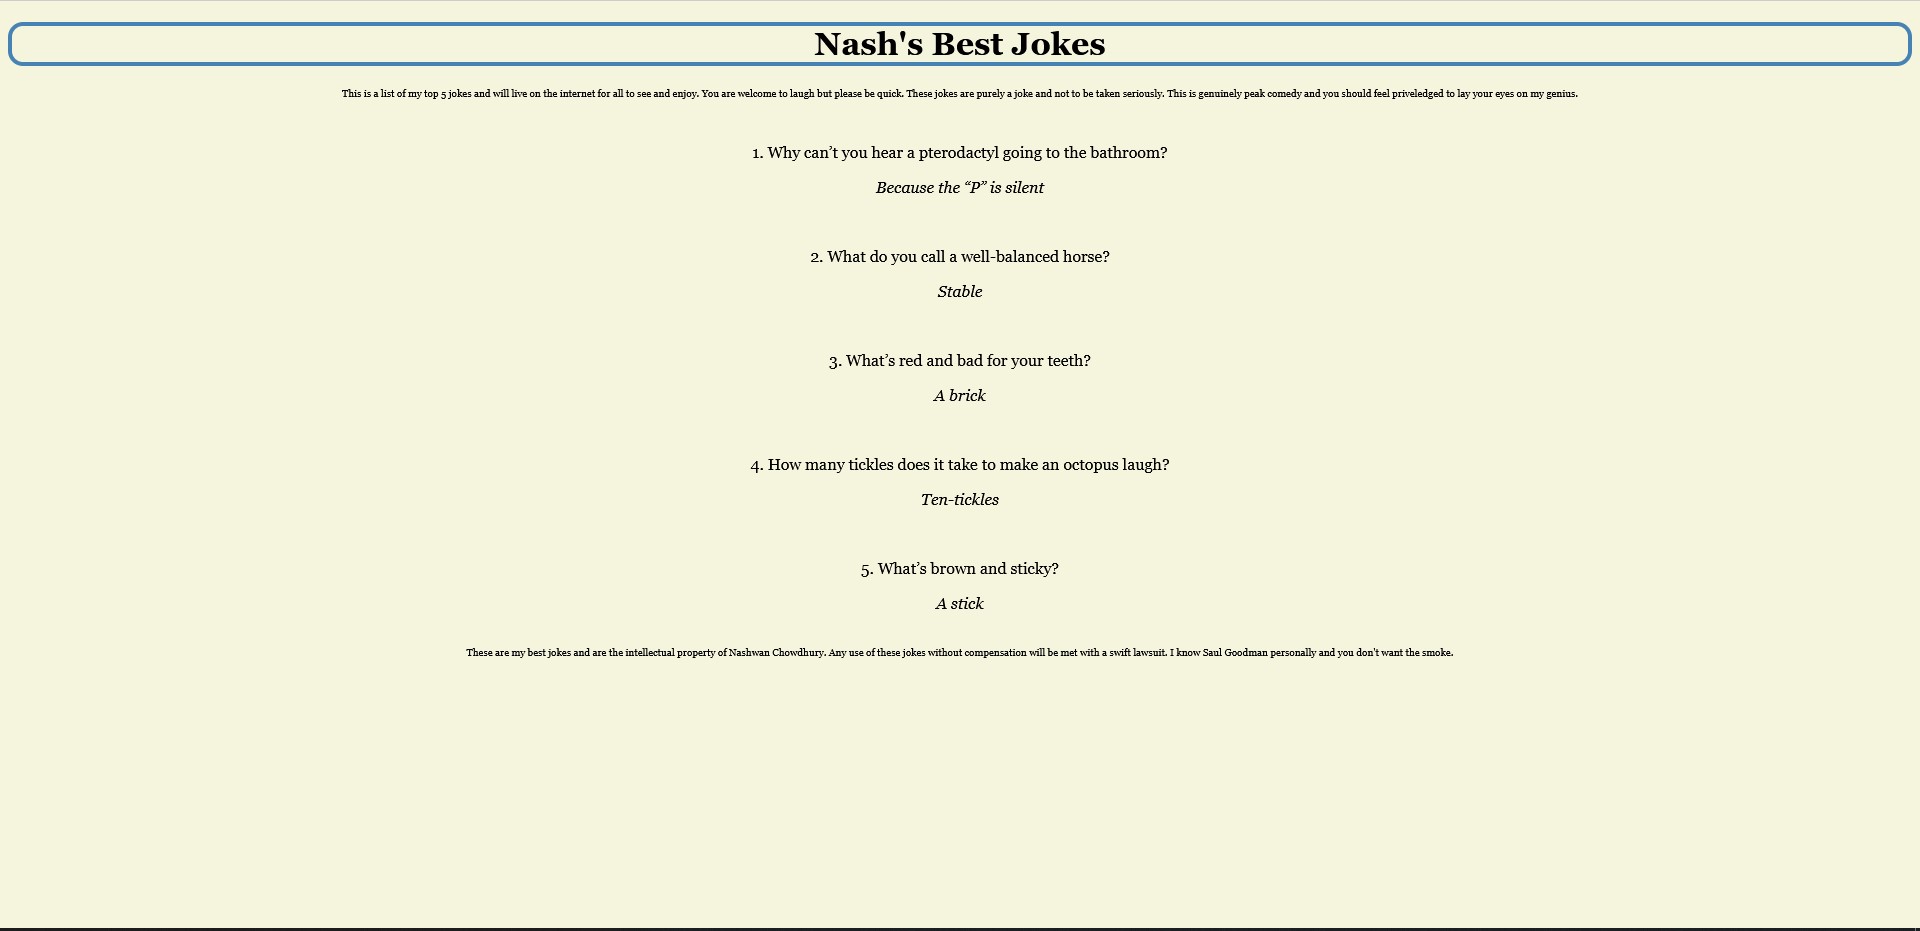 Nash's Best Jokes
This is a list of my top 5 jokes and will live on the internet for all to see and enjoy. You are welcome to laugh but please be quick. These jokes are purely a joke and not to be taken seriously. This is genuinely peak comedy and you should feel priveledged to lay your eyes on my genius.
1. Why can’t you hear a pterodactyl going to the bathroom?
Because the “P” is silent
2. What do you call a well-balanced horse?
Stable
3. What’s red and bad for your teeth?
A brick
4. How many tickles does it take to make an octopus laugh?
Ten-tickles
5. What’s brown and sticky?
A stick
These are my best jokes and are the intellectual property of Nashwan Chowdhury. Any use of these jokes without compensation will be met with a swift lawsuit. I know Saul Goodman personally and you don't want the smoke.